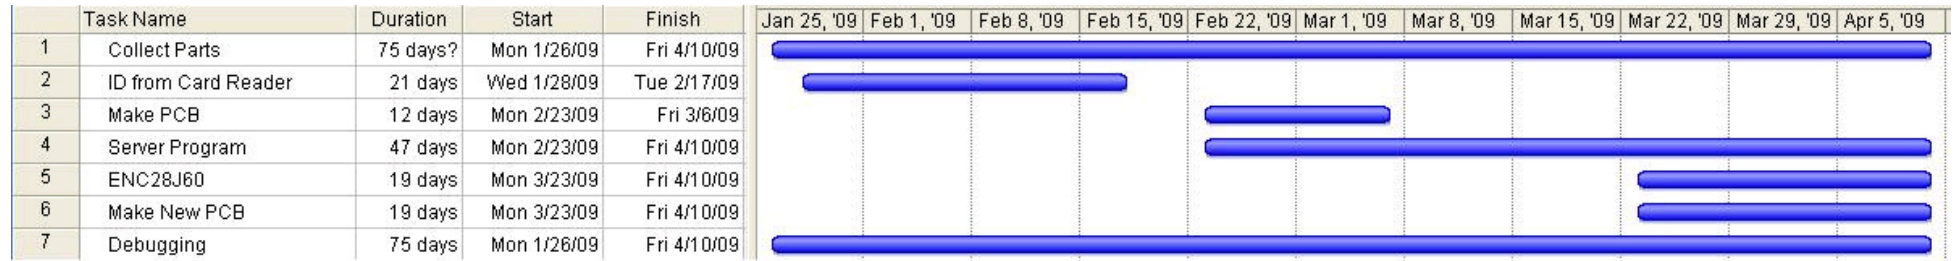 Task Name Duration Start Finish Jan 25, '09 Feb 1, '09 Feb 8, '09 Feb 15, '09 Feb 22, '09 Mar 1, '09 Mar 8, '09 Mar 15, '09 Mar 22, '09 Mar 29, '09 Apr 5, '09
1 Collect Parts 75 days? Mon 1/26/09 Fri 4/10/09
2 ID from Card Reader 21 days Wed 1/28/09 Tue 2/17/09
3 Make PCB 12 days Mon 2/23/09 Fri 3/6/09
4 Server Program 47 days Mon 2/23/09 Fri 4/10/09
5 ENC28J60 19 days Mon 3/23/09 Fri 4/10/09
6 Make New PCB 19 days Mon 3/23/09 Fri 4/10/09
7 Debugging 75 days Mon 1/26/09 Fri 4/10/09